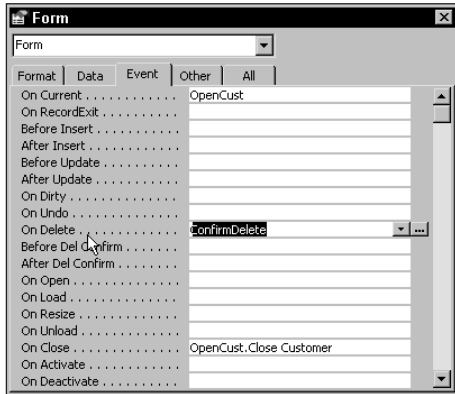 Form
Form
Format Data Event Other All
On Current . . . . . . . . . . . . OpenCust
On RecordExit . . . . . . . . .
Before Insert . . . . . . . . . .
After Insert . . . . . . . . . . .
Before Update . . . . . . . . .
After Update . . . . . . . . . .
On Dirty . . . . . . . . . . . . .
On Undo . . . . . . . . . . . . .
On Delete . . . . . . . . . . . . ConfirmDelete ...
Before Del Confirm . . . . . . .
After Del Confirm . . . . . . . .
On Open . . . . . . . . . . . . .
On Load . . . . . . . . . . . . .
On Resize . . . . . . . . . . . .
On Unload . . . . . . . . . . . .
On Close . . . . . . . . . . . . . OpenCust.Close Customer
On Activate . . . . . . . . . . .
On Deactivate . . . . . . . . . .